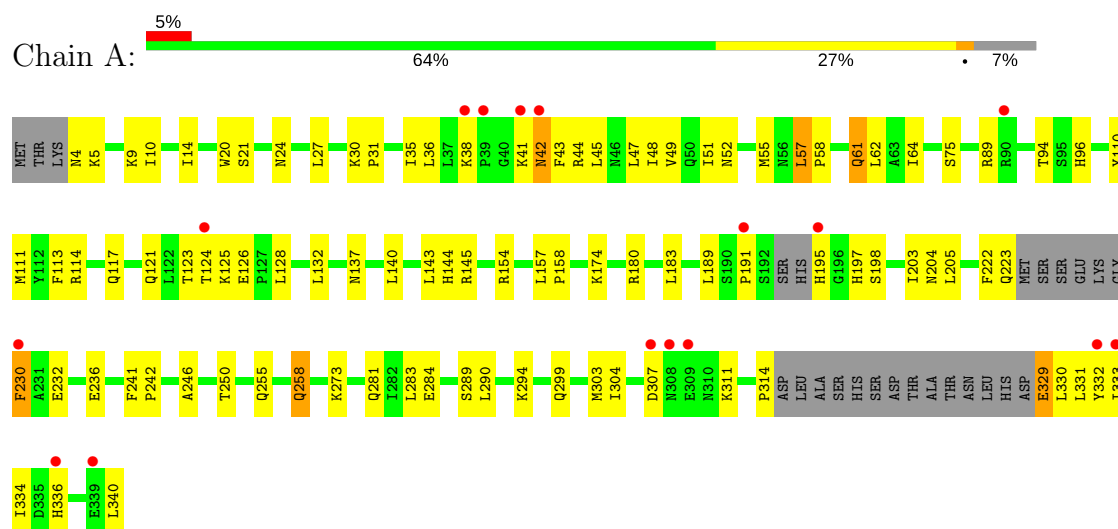 5%
Chain A:
64% 27% • 7%
MET THR LYS N4 K5 K9 I10 I14 W20 S21 N24 L27 K30 P31 I35 L36 L37 K38 P39 G40 K41 N42 F43 R44 L45 N46 L47 I48 V49 Q50 I51 N52 M55 N56 L57 P58 Q61 L62 A63 I64 S75 R89 R90 T94 S95 H96
M111 Y112 F113 R114 Q117 Q121 L122 T123 T124 K125 E126 P127 L128 L132 N137 L140 L143 H144 R145 R154 L157 P158 K174 R180 L183 L189 S190 P191 S192 SER HIS H195 G196 H197 S198 I203 N204 L205 F222 Q223 MET SER SER GLU LYS
F230 A231 E232 E236 F241 P242 A246 T250 Q255 Q258 K273 Q281 I282 L283 E284 S289 L290 K294 Q299 M303 I304 D307 N308 E309 N310 K311 P314 ASP LEU ALA SER HIS SER ASP THR ALA THR ASN LEU HIS ASP E329 L330 L331 Y332
I334 D335 H336 E339 L340